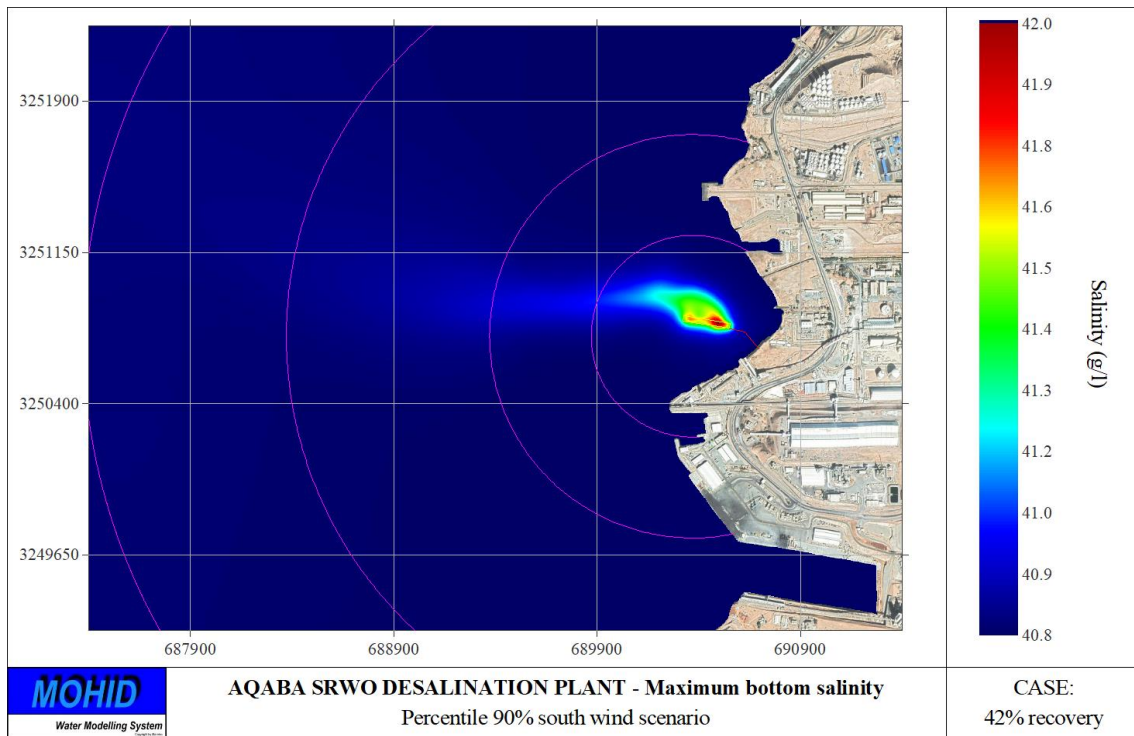 3251900
3251150
3250400
3249650
687900
688900
689900
690900
42.0
41.9
41.8
41.6
41.5
41.4
41.3
41.2
41.0
40.9
40.8
Salinity (g/l)
MOHID
Water Modelling System
AQABA SRWO DESALINATION PLANT - Maximum bottom salinity
Percentile 90% south wind scenario
CASE:
42% recovery